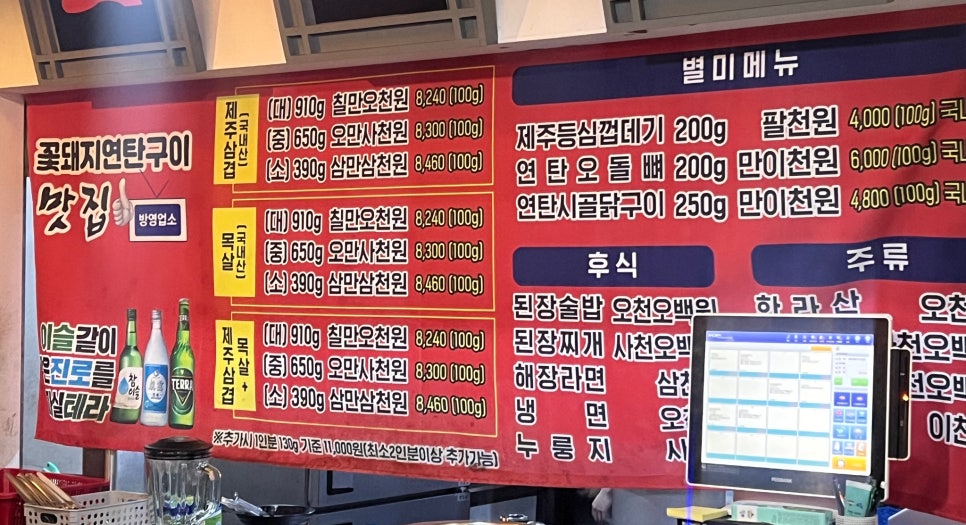 꽃돼지연탄구이
맛집
방영업소
이슬같이
진로를
테라
참이슬
TERRA
제주삼겹
[국내산]
(대) 910g 칠만오천원 8,240 (100g)
(중) 650g 오만사천원 8,300 (100g)
(소) 390g 삼만삼천원 8,460 (100g)
목살
[국내산]
(대) 910g 칠만오천원 8,240 (100g)
(중) 650g 오만사천원 8,300 (100g)
(소) 390g 삼만삼천원 8,460 (100g)
제주삼겹
목살+
(대) 910g 칠만오천원 8,240 (100g)
(중) 650g 오만사천원 8,300 (100g)
(소) 390g 삼만삼천원 8,460 (100g)
※추가시 1인분 130g 기준 11,000원(최소2인분이상 추가가능)
별미메뉴
제주등심껍데기 200g 팔천원 4,000 (100g)
연탄오돌뼈 200g 만이천원 6,000 (100g)
연탄시골닭구이 250g 만이천원 4,800 (100g)
후식
된장술밥 오천오백원
된장찌개 사천오백
해장라면
냉면
누룽지
주류
한라산